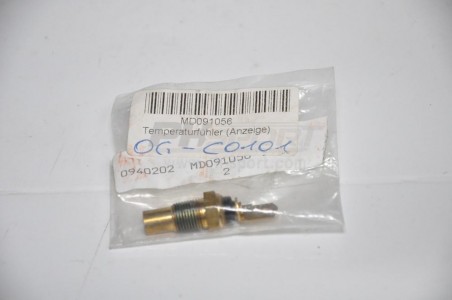 MD091056
Temperaturfühler (Anzeige)
OG-C0101
0940202 MD091056
2